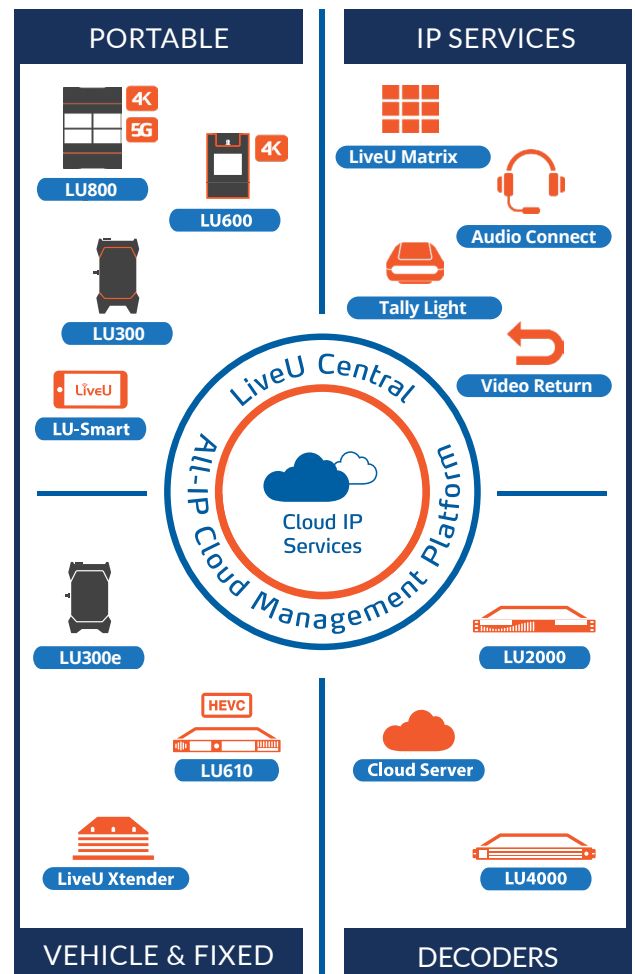 PORTABLE
4K
5G
LU800
4K
LU600
LU300
LiveU
LU-Smart
IP SERVICES
LiveU Matrix
Audio Connect
Tally Light
Video Return
LiveU Central
All-IP Cloud Management Platform
Cloud IP
Services
LU300e
HEVC
LU610
LiveU Xtender
VEHICLE & FIXED
LU2000
Cloud Server
LU4000
DECODERS